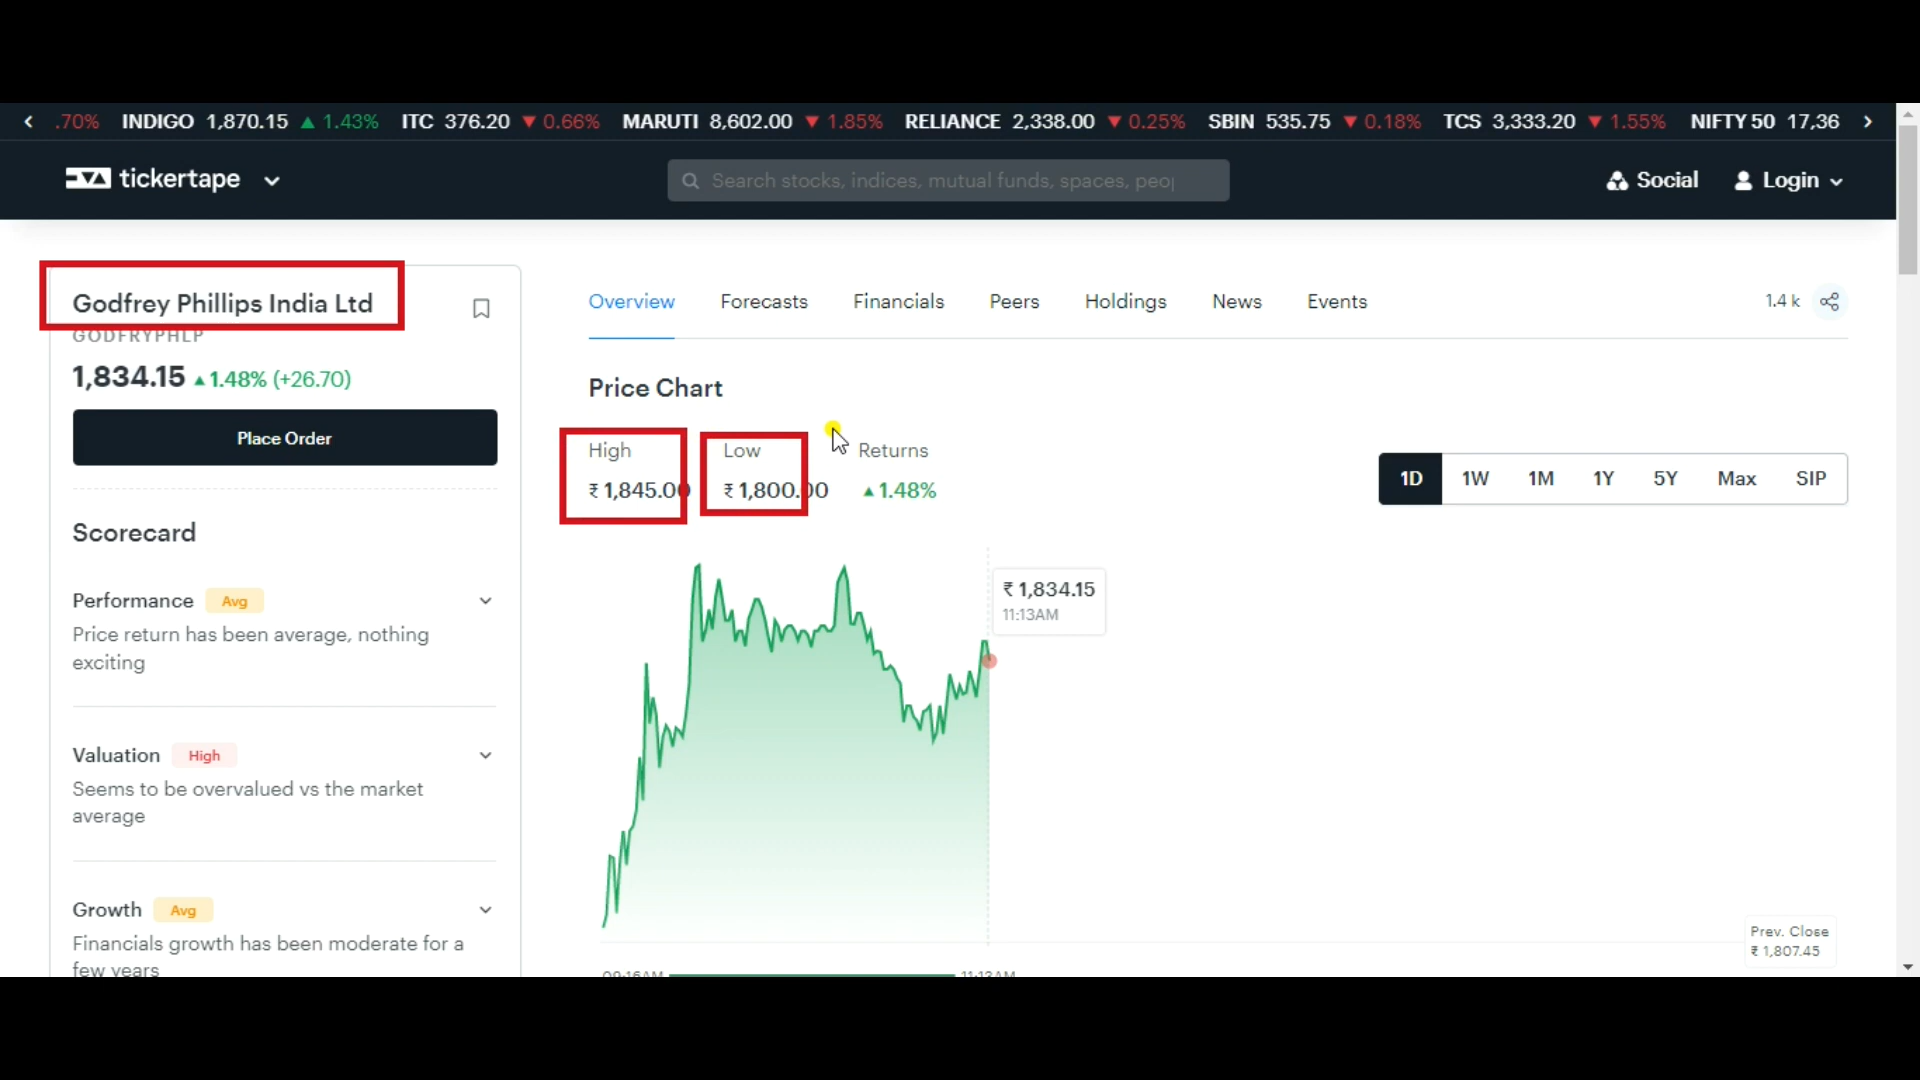 .70% INDIGO 1,870.15 ▲ 1.43% ITC 376.20 ▼ 0.66% MARUTI 8,602.00 ▼ 1.85% RELIANCE 2,338.00 ▼ 0.25% SBIN 535.75 ▼ 0.18% TCS 3,333.20 ▼ 1.55% NIFTY 50 17,36
tickertape
Search stocks, indices, mutual funds, spaces, peop
Social
Login
Godfrey Phillips India Ltd
GODFRYPHLP
1,834.15 ▲ 1.48% (+26.70)
Place Order
Scorecard
Performance Avg
Price return has been average, nothing
exciting
Valuation High
Seems to be overvalued vs the market
average
Growth Avg
Financials growth has been moderate for a
few years
Overview Forecasts Financials Peers Holdings News Events
1.4 k
Price Chart
High Low Returns
₹ 1,845.00 ₹ 1,800.00 ▲ 1.48%
1D 1W 1M 1Y 5Y Max SIP
₹ 1,834.15
11:13AM
Prev. Close
₹ 1,807.45
09:16AM 11:13AM